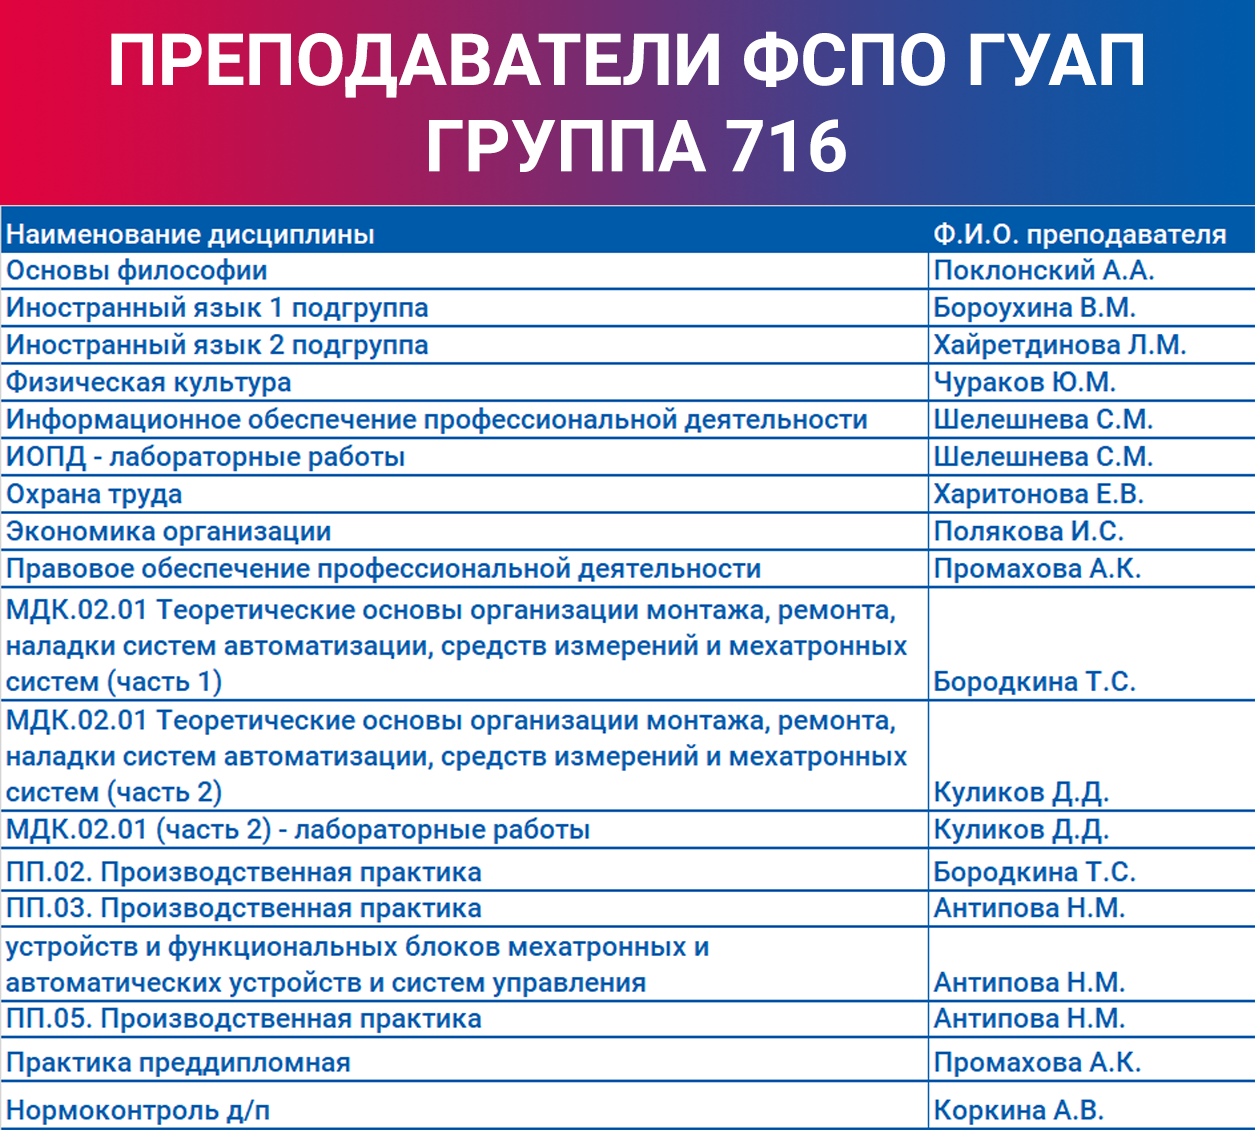 ПРЕПОДАВАТЕЛИ ФСПО ГУАП
ГРУППА 716
Наименование дисциплины Ф.И.О. преподавателя
Основы философии Поклонский А.А.
Иностранный язык 1 подгруппа Бороухина В.М.
Иностранный язык 2 подгруппа Хайретдинова Л.М.
Физическая культура Чураков Ю.М.
Информационное обеспечение профессиональной деятельности Шелешнева С.М.
ИОПД - лабораторные работы Шелешнева С.М.
Охрана труда Харитонова Е.В.
Экономика организации Полякова И.С.
Правовое обеспечение профессиональной деятельности Промахова А.К.
МДК.02.01 Теоретические основы организации монтажа, ремонта,
наладки систем автоматизации, средств измерений и мехатронных
систем (часть 1) Бородкина Т.С.
МДК.02.01 Теоретические основы организации монтажа, ремонта,
наладки систем автоматизации, средств измерений и мехатронных
систем (часть 2) Куликов Д.Д.
МДК.02.01 (часть 2) - лабораторные работы Куликов Д.Д.
ПП.02. Производственная практика Бородкина Т.С.
ПП.03. Производственная практика Антипова Н.М.
устройств и функциональных блоков мехатронных и
автоматических устройств и систем управления Антипова Н.М.
ПП.05. Производственная практика Антипова Н.М.
Практика преддипломная Промахова А.К.
Нормоконтроль д/п Коркина А.В.